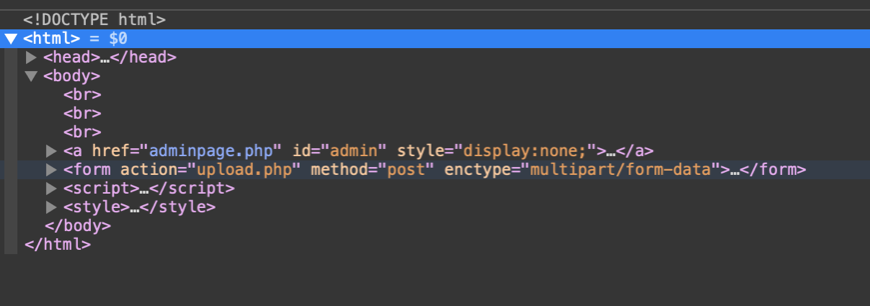 <!DOCTYPE html>
<html> = $0
<head>…</head>
<body>
<br>
<br>
<br>
<a href="adminpage.php" id="admin" style="display:none;">…</a>
<form action="upload.php" method="post" enctype="multipart/form-data">…</form>
<script>…</script>
<style>…</style>
</body>
</html>